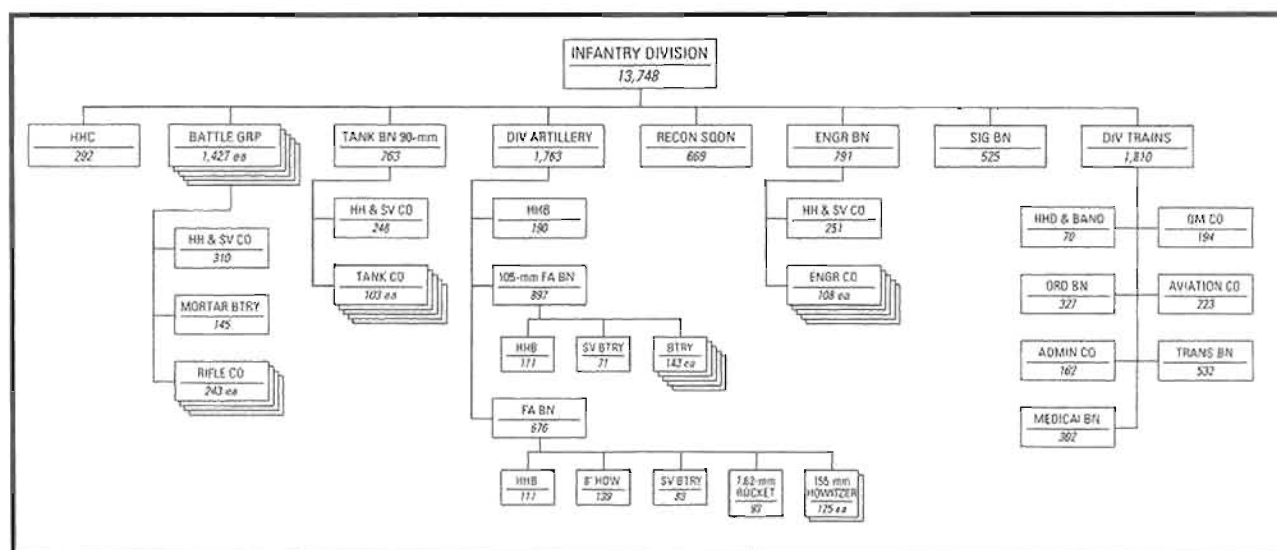 INFANTRY DIVISION
13,748
HHC
292
BATTLE GRP
1,427 ea
TANK BN 90-mm
763
DIV ARTILLERY
1,763
RECON SQDN
669
ENGR BN
791
SIG BN
525
DIV TRAINS
1,810
HH & SV CO
310
MORTAR BTRY
145
RIFLE CO
243 ea
HH & SV CO
248
TANK CO
103 ea
HHB
190
105-mm FA BN
897
HHB
111
SV BTRY
71
BTRY
143 ea
FA BN
676
HHB
111
8" HOW
139
SV BTRY
83
ROCKET
93
155 mm
HOWITZER
125 ea
HH & SV CO
251
ENGR CO
108 ea
HHD & BAND
70
QM CO
194
ORD BN
327
AVIATION CO
223
ADMIN CO
162
TRANS BN
532
MEDICAL BN
302